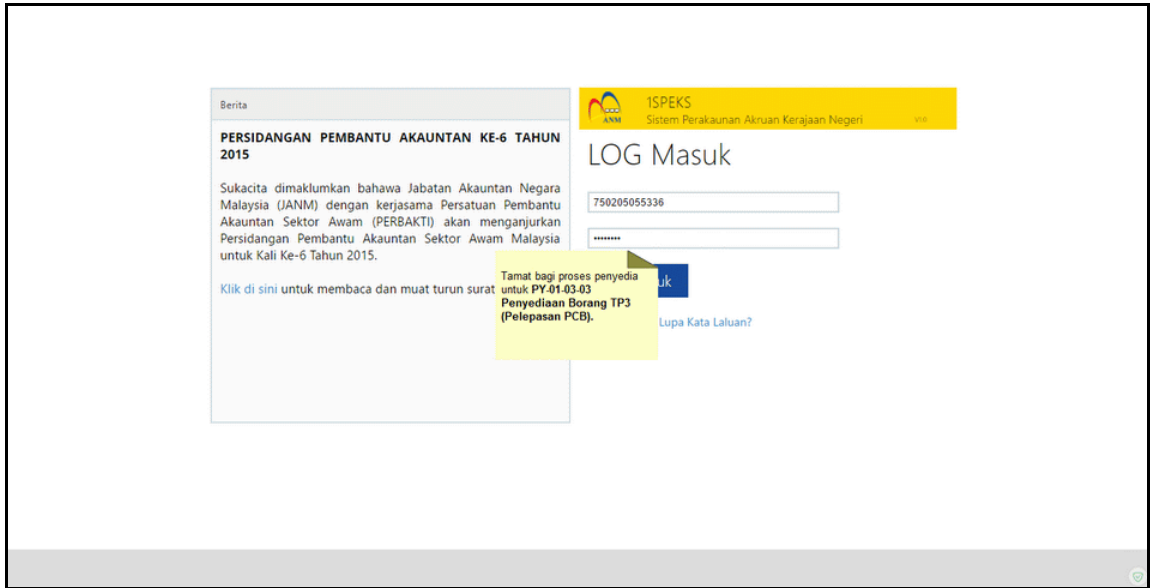 Berita
PERSIDANGAN PEMBANTU AKAUNTAN KE-6 TAHUN
2015
Sukacita dimaklumkan bahawa Jabatan Akauntan Negara
Malaysia (JANM) dengan kerjasama Persatuan Pembantu
Akauntan Sektor Awam (PERBAKTI) akan menganjurkan
Persidangan Pembantu Akauntan Sektor Awam Malaysia
untuk Kali Ke-6 Tahun 2015.
Klik di sini untuk membaca dan muat turun surat
ANM
1SPEKS
Sistem Perakaunan Akruan Kerajaan Negeri
V1.0
LOG Masuk
750205055336
••••••••
uk
Lupa Kata Laluan?
Tamat bagi proses penyedia
untuk PY-01-03-03
Penyediaan Borang TP3
(Pelepasan PCB).